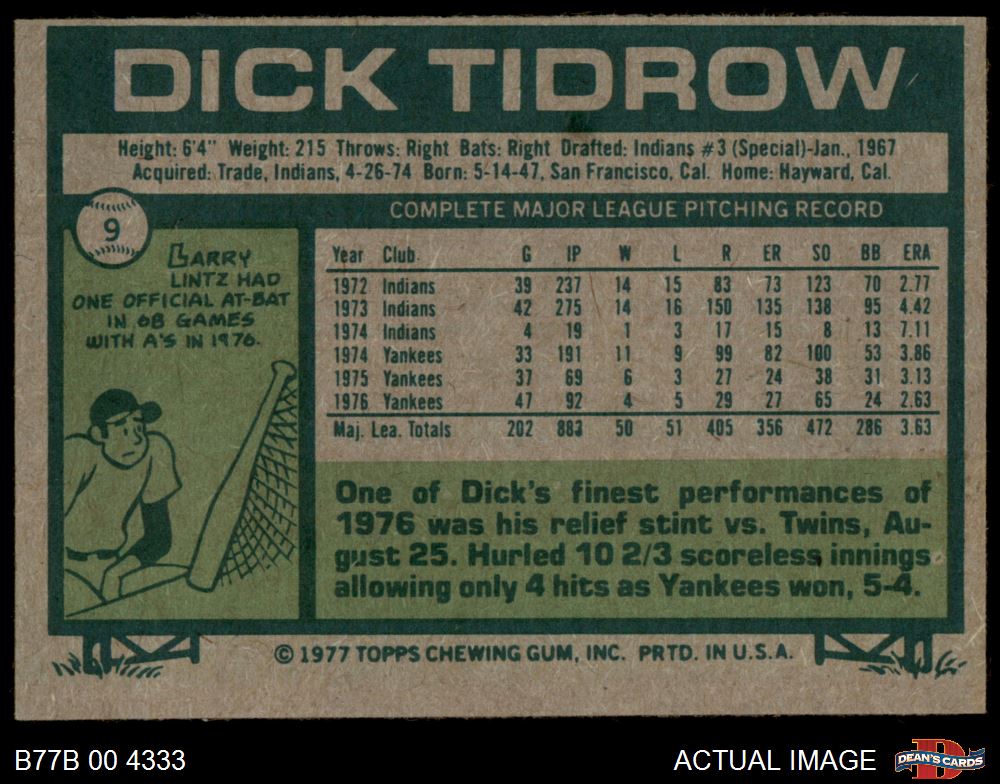 DICK TIDROW
Height: 6'4" Weight: 215 Throws: Right Bats: Right Drafted: Indians #3 (Special)-Jan., 1967
Acquired: Trade, Indians, 4-26-74 Born: 5-14-47, San Francisco, Cal. Home: Hayward, Cal.
9
COMPLETE MAJOR LEAGUE PITCHING RECORD
LARRY
LINTZ HAD
ONE OFFICIAL AT-BAT
IN 68 GAMES
WITH A'S IN 1976.
Year Club G IP W L R ER SO BB ERA
1972 Indians 39 237 14 15 83 73 123 70 2.77
1973 Indians 42 275 14 16 150 135 138 95 4.42
1974 Indians 4 19 1 3 17 15 8 13 7.11
1974 Yankees 33 191 11 9 99 82 100 53 3.86
1975 Yankees 37 69 6 3 27 24 38 31 3.13
1976 Yankees 47 92 4 5 29 27 65 24 2.63
Maj. Lea. Totals 202 883 50 51 405 356 472 286 3.63
One of Dick's finest performances of
1976 was his relief stint vs. Twins, Au-
gust 25. Hurled 10 2/3 scoreless innings
allowing only 4 hits as Yankees won, 5-4.
© 1977 TOPPS CHEWING GUM, INC. PRTD. IN U.S.A.
B77B 00 4333
ACTUAL IMAGE
DEAN'S CARDS